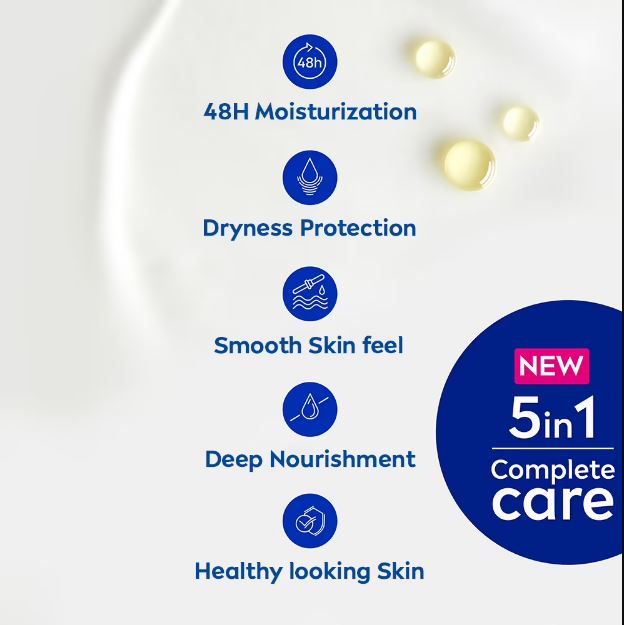 48h
48H Moisturization
Dryness Protection
Smooth Skin feel
Deep Nourishment
Healthy looking Skin
NEW
5in1
Complete
care